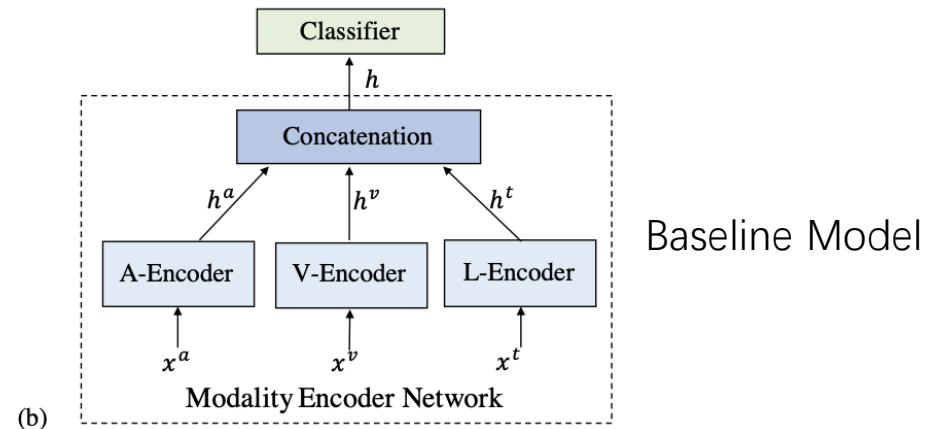 Classifier
h
Concatenation
h^a h^v h^t
Baseline Model
A-Encoder V-Encoder L-Encoder
x^a x^v x^t
Modality Encoder Network
(b)